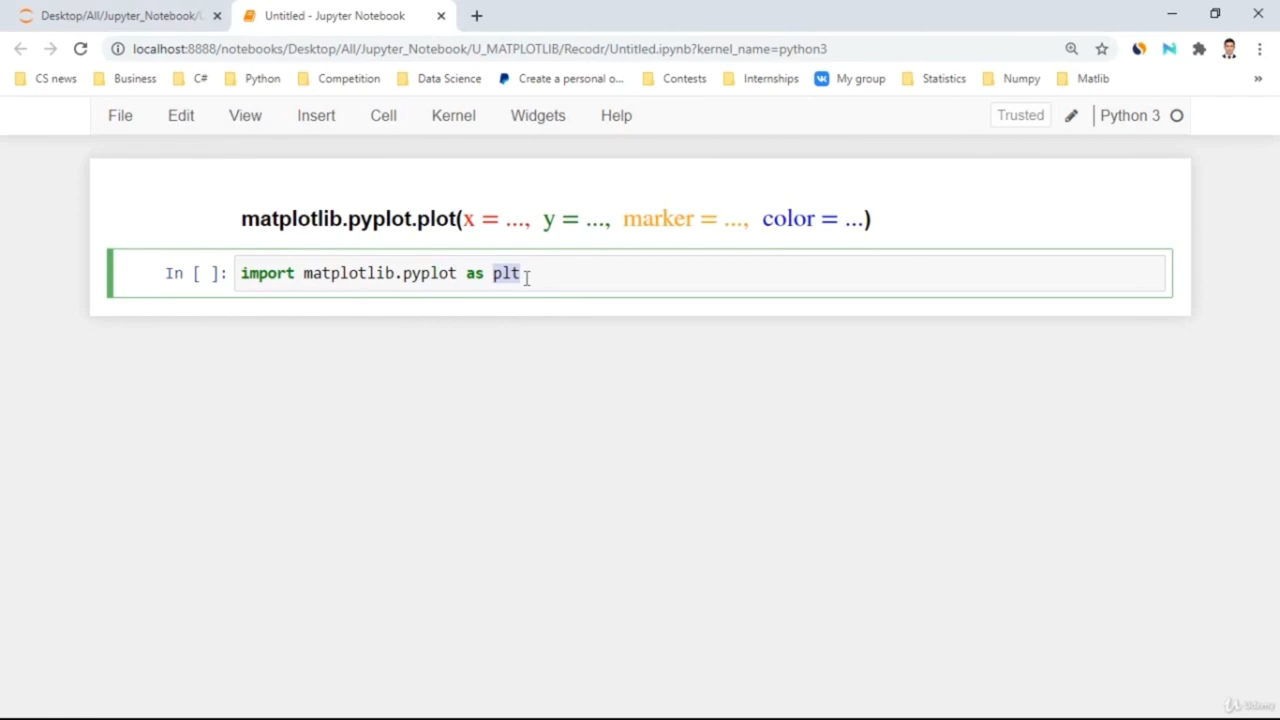 Desktop/All/Jupyter_Notebook/
Untitled - Jupyter Notebook
localhost:8888/notebooks/Desktop/All/Jupyter_Notebook/U_MATPLOTLIB/Recodr/Untitled.ipynb?kernel_name=python3
CS news Business C# Python Competition Data Science Create a personal o... Contests Internships My group Statistics Numpy Matlib »
File Edit View Insert Cell Kernel Widgets Help Trusted Python 3
matplotlib.pyplot.plot(x = ..., y = ..., marker = ..., color = ...)
In [ ]: import matplotlib.pyplot as plt
Udemy